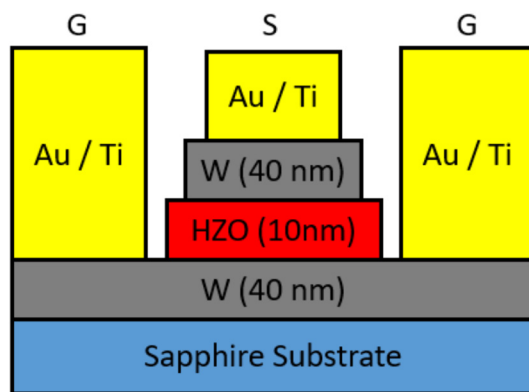 G S G
Au / Ti
Au / Ti
Au / Ti
W (40 nm)
HZO (10nm)
W (40 nm)
Sapphire Substrate